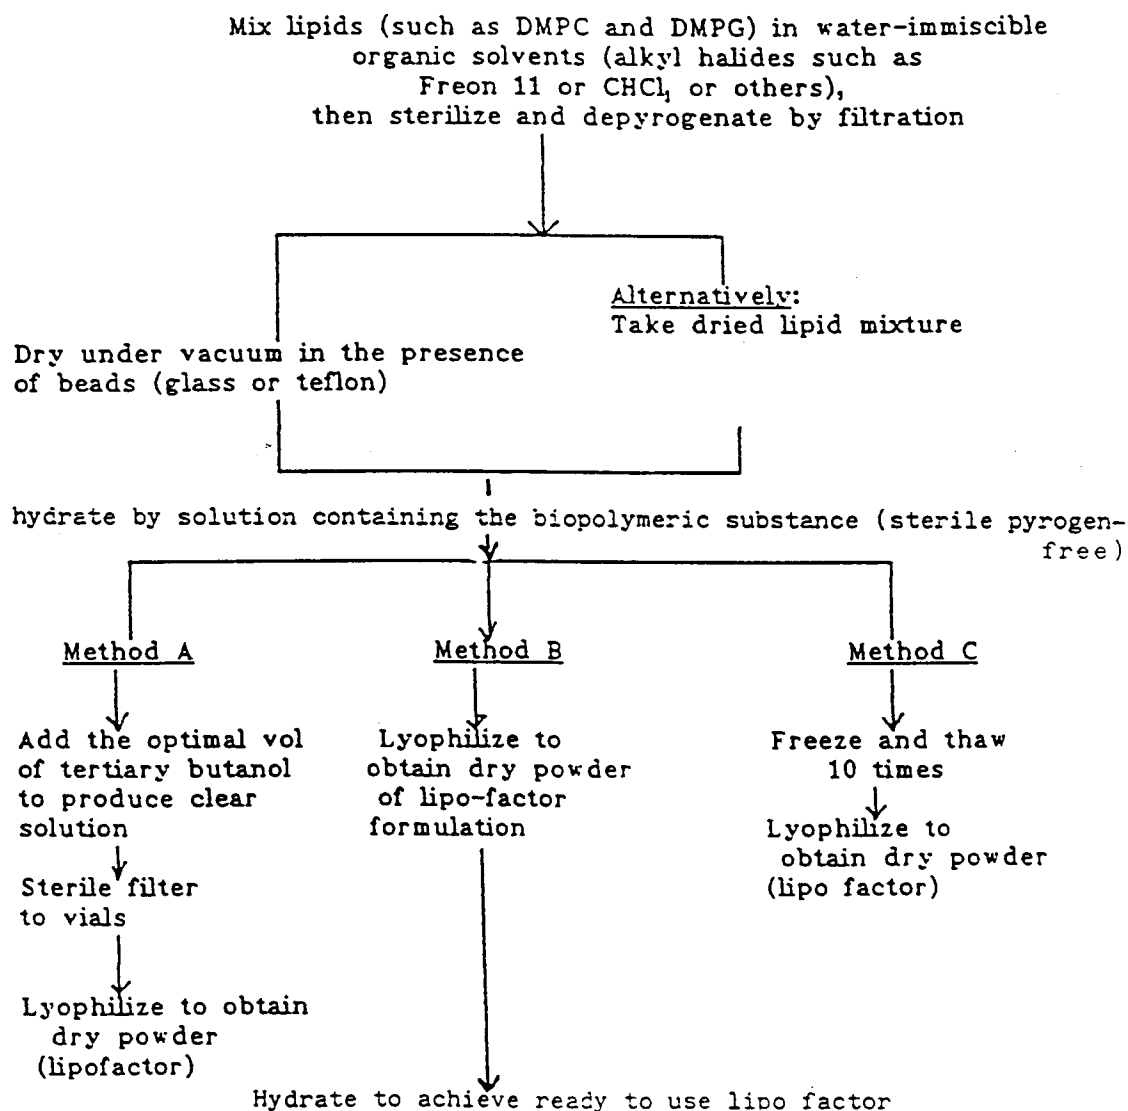 Mix lipids (such as DMPC and DMPG) in water-immiscible
organic solvents (alkyl halides such as
Freon 11 or CHCl₃ or others),
then sterilize and depyrogenate by filtration
Alternatively:
Take dried lipid mixture
Dry under vacuum in the presence
of beads (glass or teflon)
hydrate by solution containing the biopolymeric substance (sterile pyrogen-
free)
Method A
Add the optimal vol
of tertiary butanol
to produce clear
solution
Sterile filter
to vials
Lyophilize to obtain
dry powder
(lipofactor)
Method B
Lyophilize to
obtain dry powder
of lipo-factor
formulation
Method C
Freeze and thaw
10 times
Lyophilize to
obtain dry powder
(lipo factor)
Hydrate to achieve ready to use lipo factor